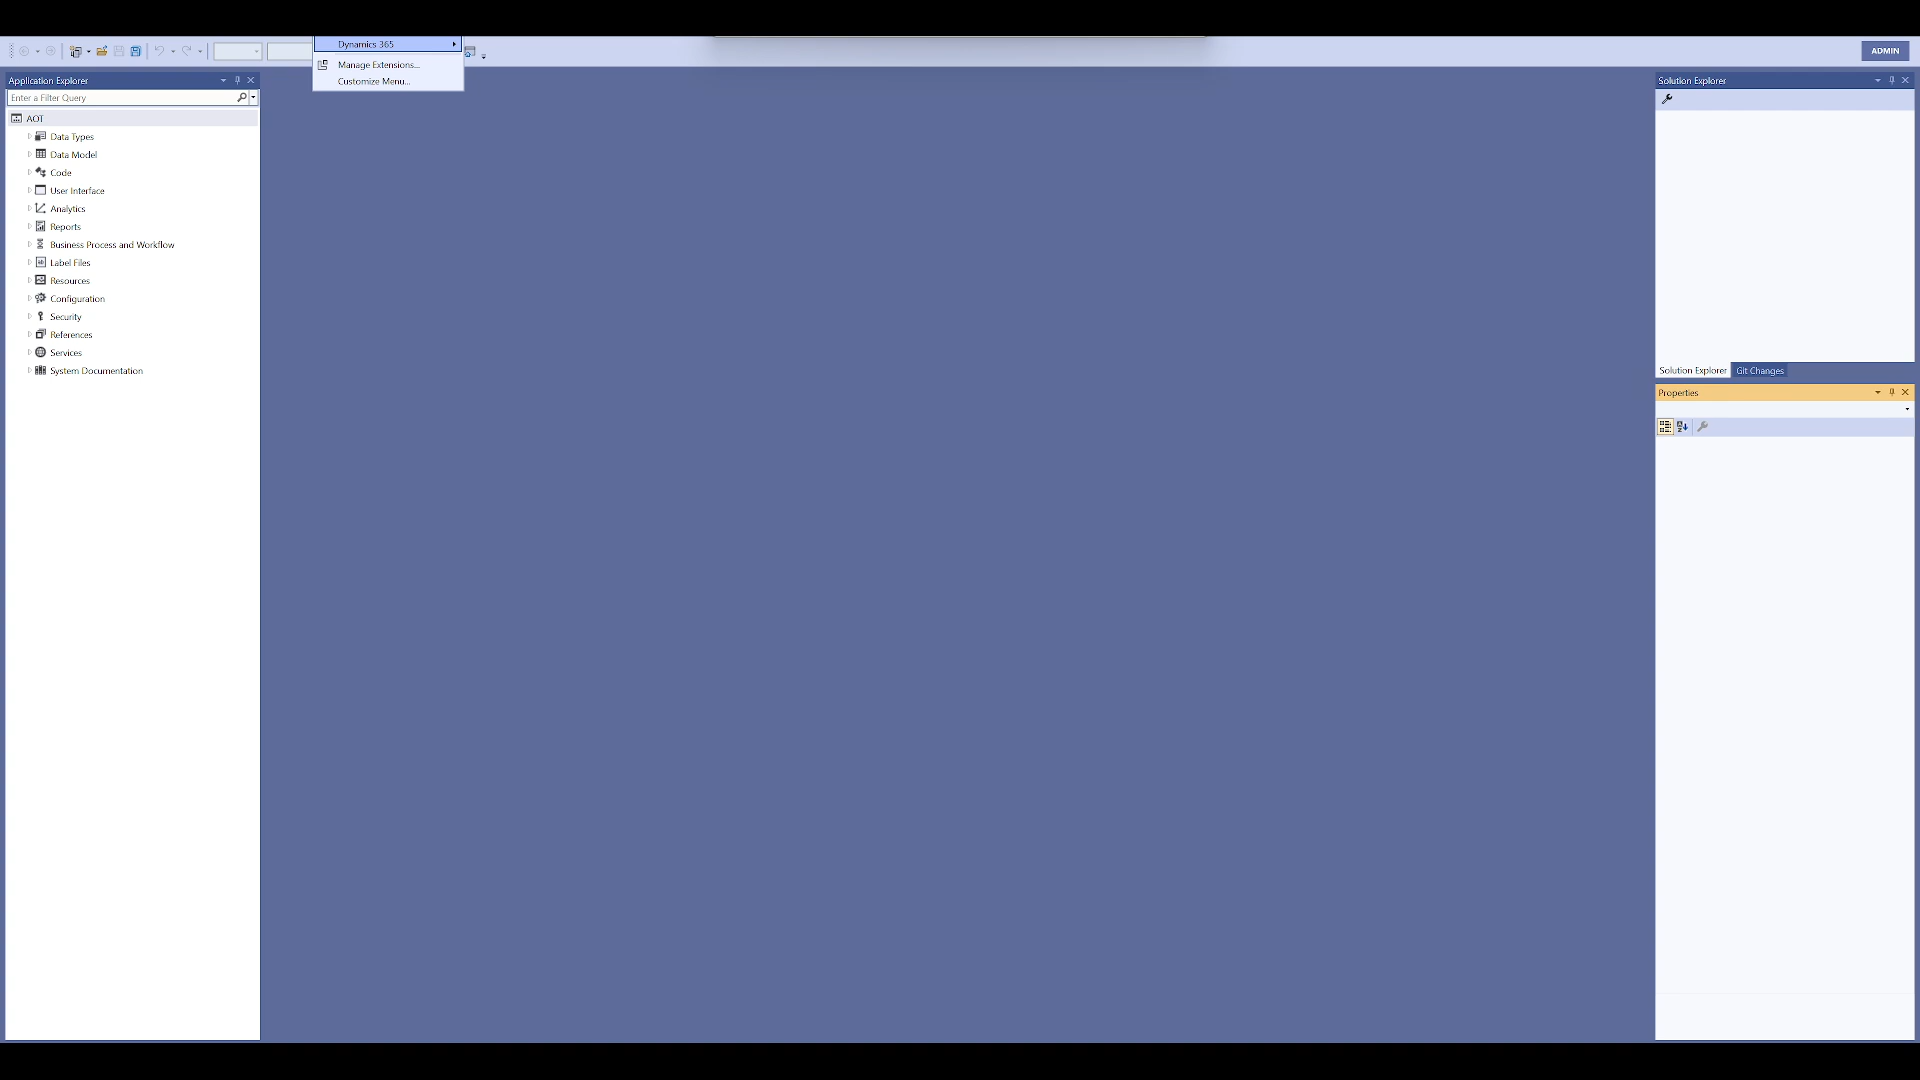 Dynamics 365
Manage Extensions...
Customize Menu...
ADMIN
Application Explorer
Enter a Filter Query
AOT
Data Types
Data Model
Code
User Interface
Analytics
Reports
Business Process and Workflow
Label Files
Resources
Configuration
Security
References
Services
System Documentation
Solution Explorer
Solution Explorer Git Changes
Properties